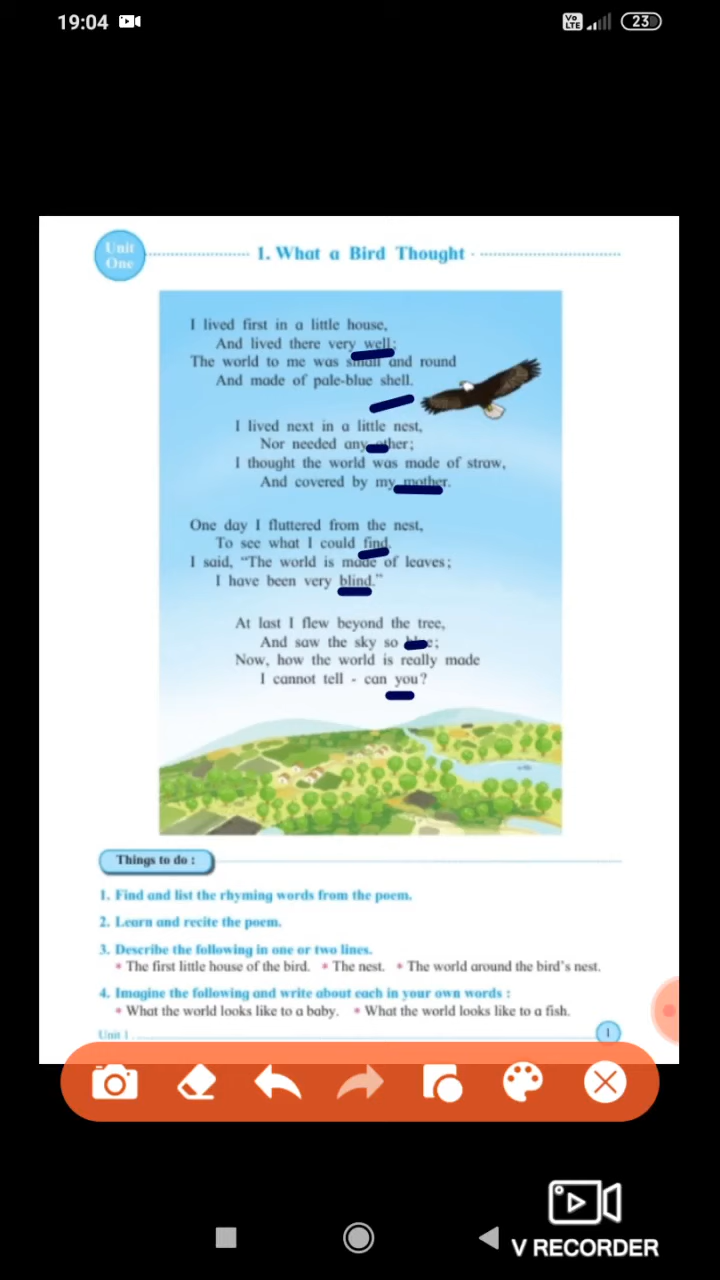 19:04
Vo LTE
23
Unit One
1. What a Bird Thought
I lived first in a little house,
And lived there very well;
The world to me was small and round
And made of pale-blue shell.
I lived next in a little nest,
Nor needed any other;
I thought the world was made of straw,
And covered by my mother.
One day I fluttered from the nest,
To see what I could find.
I said, “The world is made of leaves;
I have been very blind.”
At last I flew beyond the tree,
And saw the sky so blue;
Now, how the world is really made
I cannot tell - can you?
Things to do :
1. Find and list the rhyming words from the poem.
2. Learn and recite the poem.
3. Describe the following in one or two lines.
* The first little house of the bird. * The nest. * The world around the bird's nest.
4. Imagine the following and write about each in your own words :
* What the world looks like to a baby. * What the world looks like to a fish.
Unit 1
1
V RECORDER